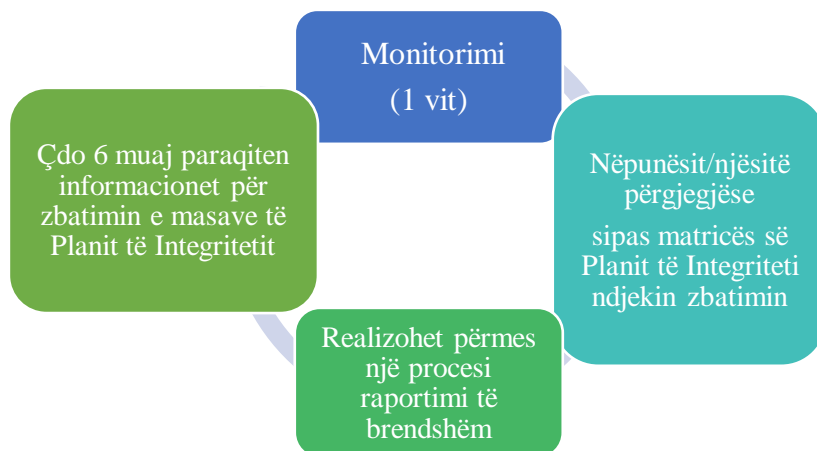 Monitorimi
(1 vit)
Nëpunësit/njësitë
përgjegjëse
sipas matricës së
Planit të Integriteti
ndjekin zbatimin
Realizohet përmes
një procesi
raportimi të
brendshëm
Çdo 6 muaj paraqiten
informacionet për
zbatimin e masave të
Planit të Integritetit